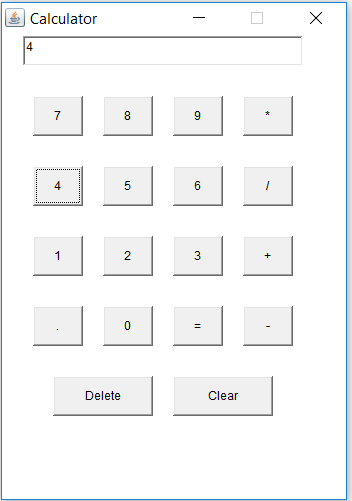 Calculator
4
7 8 9 *
4 5 6 /
1 2 3 +
. 0 = -
Delete Clear